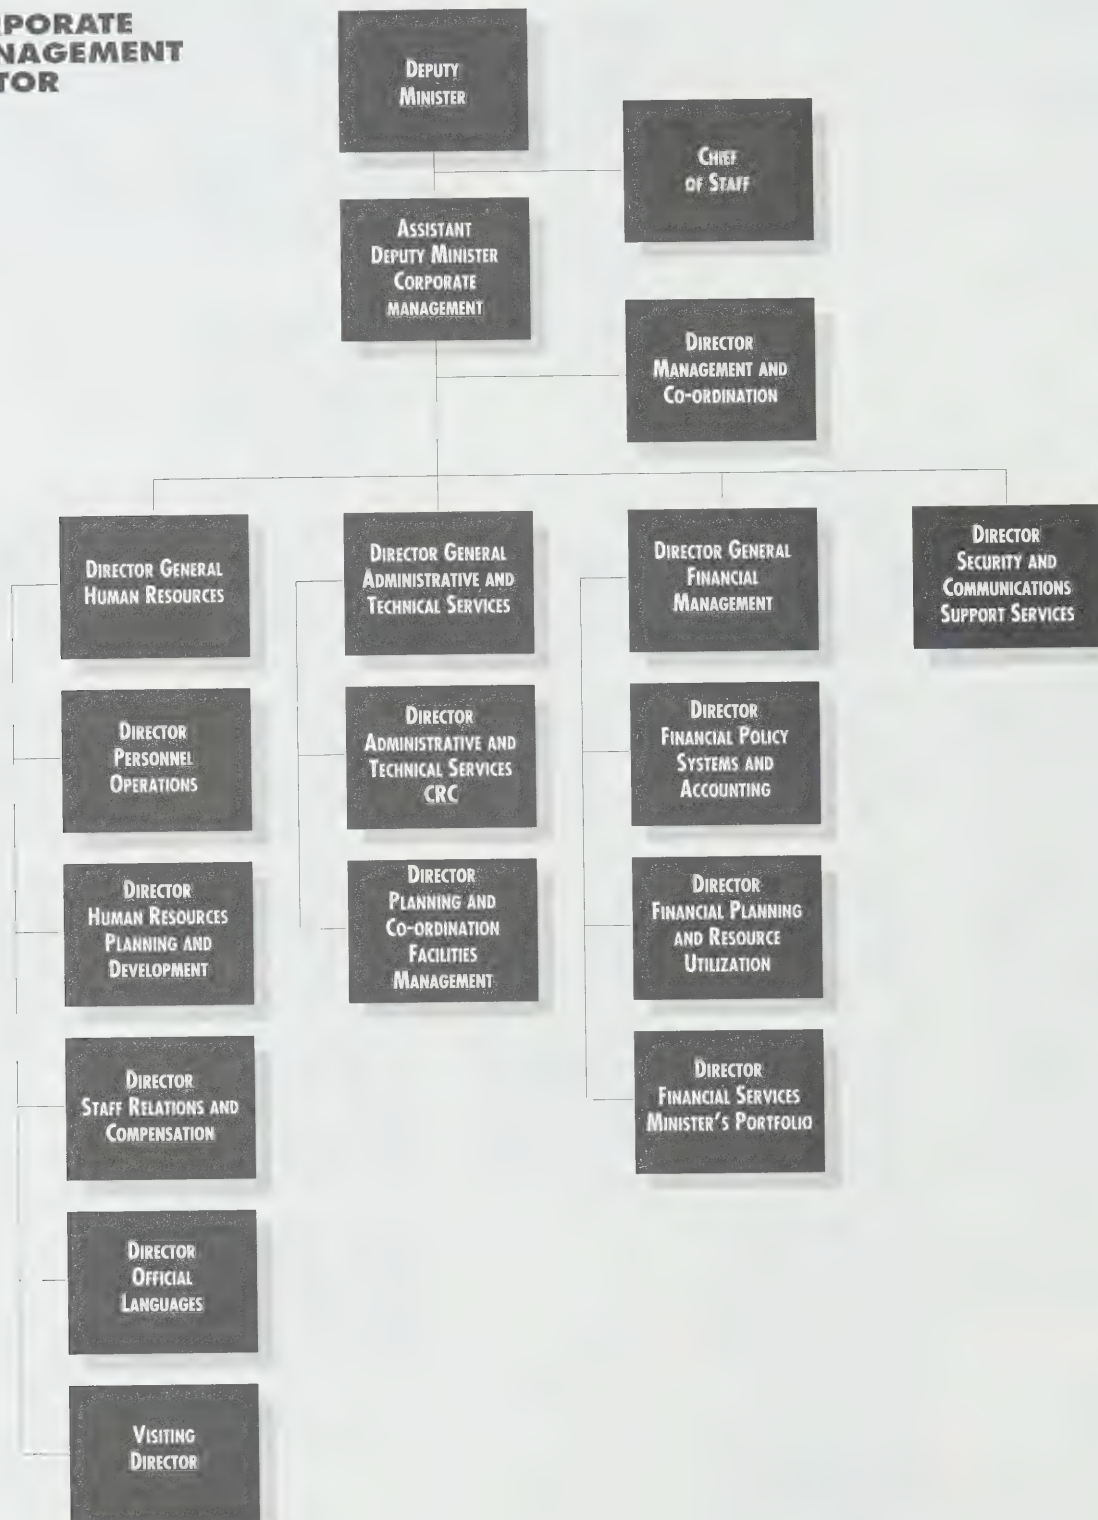 PORATE
NAGEMENT
TOR
DEPUTY
MINISTER
CHIEF
OF STAFF
ASSISTANT
DEPUTY MINISTER
CORPORATE
MANAGEMENT
DIRECTOR
MANAGEMENT AND
CO-ORDINATION
DIRECTOR GENERAL
HUMAN RESOURCES
DIRECTOR GENERAL
ADMINISTRATIVE AND
TECHNICAL SERVICES
DIRECTOR GENERAL
FINANCIAL
MANAGEMENT
DIRECTOR
SECURITY AND
COMMUNICATIONS
SUPPORT SERVICES
DIRECTOR
PERSONNEL
OPERATIONS
DIRECTOR
ADMINISTRATIVE AND
TECHNICAL SERVICES
CRC
DIRECTOR
FINANCIAL POLICY
SYSTEMS AND
ACCOUNTING
DIRECTOR
HUMAN RESOURCES
PLANNING AND
DEVELOPMENT
DIRECTOR
PLANNING AND
CO-ORDINATION
FACILITIES
MANAGEMENT
DIRECTOR
FINANCIAL PLANNING
AND RESOURCE
UTILIZATION
DIRECTOR
STAFF RELATIONS AND
COMPENSATION
DIRECTOR
FINANCIAL SERVICES
MINISTER'S PORTFOLIO
DIRECTOR
OFFICIAL
LANGUAGES
VISITING
DIRECTOR